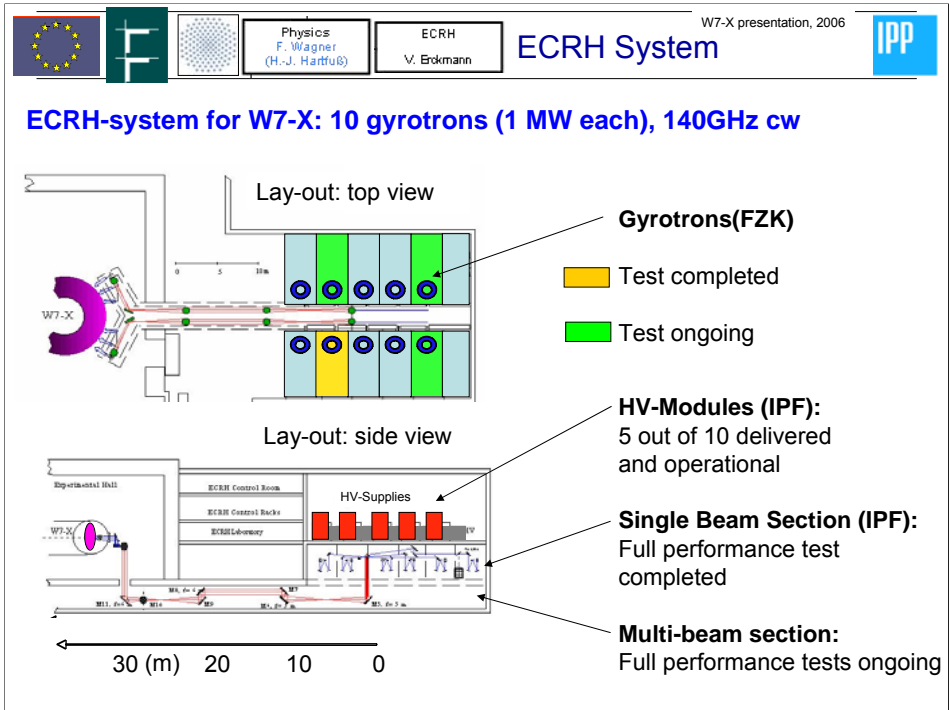 Physics
F. Wagner
(H.-J. Hartfuß)
ECRH
V. Erckmann
W7-X presentation, 2006
ECRH System
IPP
ECRH-system for W7-X: 10 gyrotrons (1 MW each), 140GHz cw
Lay-out: top view
0 5 10m
W7-X
Gyrotrons(FZK)
Test completed
Test ongoing
HV-Modules (IPF):
5 out of 10 delivered
and operational
Lay-out: side view
Experimental Hall
ECRH Control Room
ECRH Control Racks
ECRH Laboratory
HV-Supplies
W7-X
Single Beam Section (IPF):
Full performance test
completed
M7
M9
M14
Multi-beam section:
Full performance tests ongoing
30 (m) 20 10 0